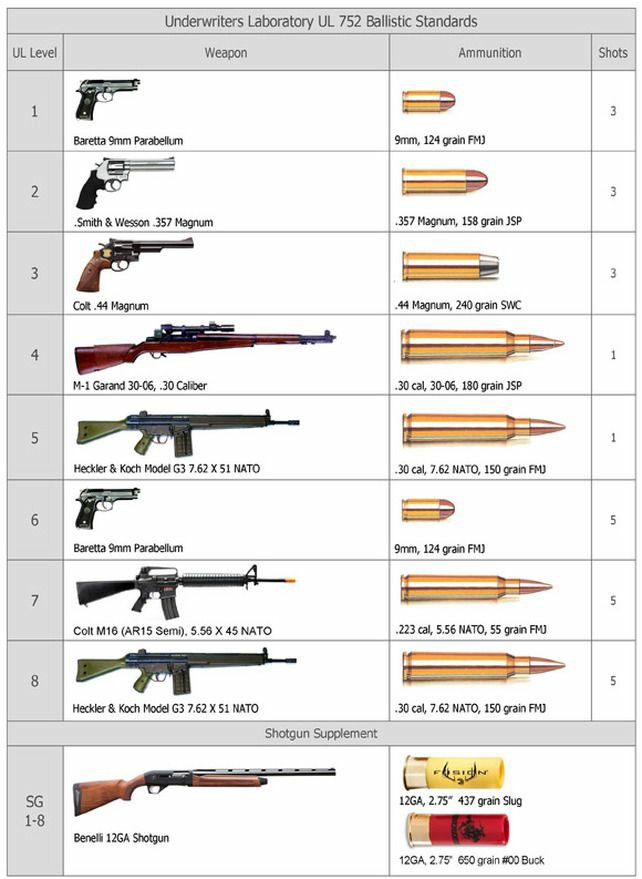 Underwriters Laboratory UL 752 Ballistic Standards
UL Level Weapon Ammunition Shots
1
Baretta 9mm Parabellum
9mm, 124 grain FMJ
3
2
.Smith & Wesson .357 Magnum
.357 Magnum, 158 grain JSP
3
3
Colt .44 Magnum
.44 Magnum, 240 grain SWC
3
4
M-1 Garand 30-06, .30 Caliber
.30 cal, 30-06, 180 grain JSP
1
5
Heckler & Koch Model G3 7.62 X 51 NATO
.30 cal, 7.62 NATO, 150 grain FMJ
1
6
Baretta 9mm Parabellum
9mm, 124 grain FMJ
5
7
Colt M16 (AR15 Semi), 5.56 X 45 NATO
.223 cal, 5.56 NATO, 55 grain FMJ
5
8
Heckler & Koch Model G3 7.62 X 51 NATO
.30 cal, 7.62 NATO, 150 grain FMJ
5
Shotgun Supplement
SG
1-8
Benelli 12GA Shotgun
FUSION
12GA, 2.75" 437 grain Slug
12GA, 2.75" 650 grain #00 Buck